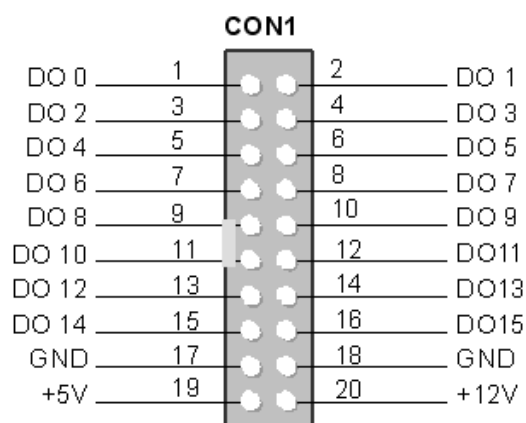 CON1
DO 0 1 2 DO 1
DO 2 3 4 DO 3
DO 4 5 6 DO 5
DO 6 7 8 DO 7
DO 8 9 10 DO 9
DO 10 11 12 DO11
DO 12 13 14 DO13
DO 14 15 16 DO15
GND 17 18 GND
+5V 19 20 +12V